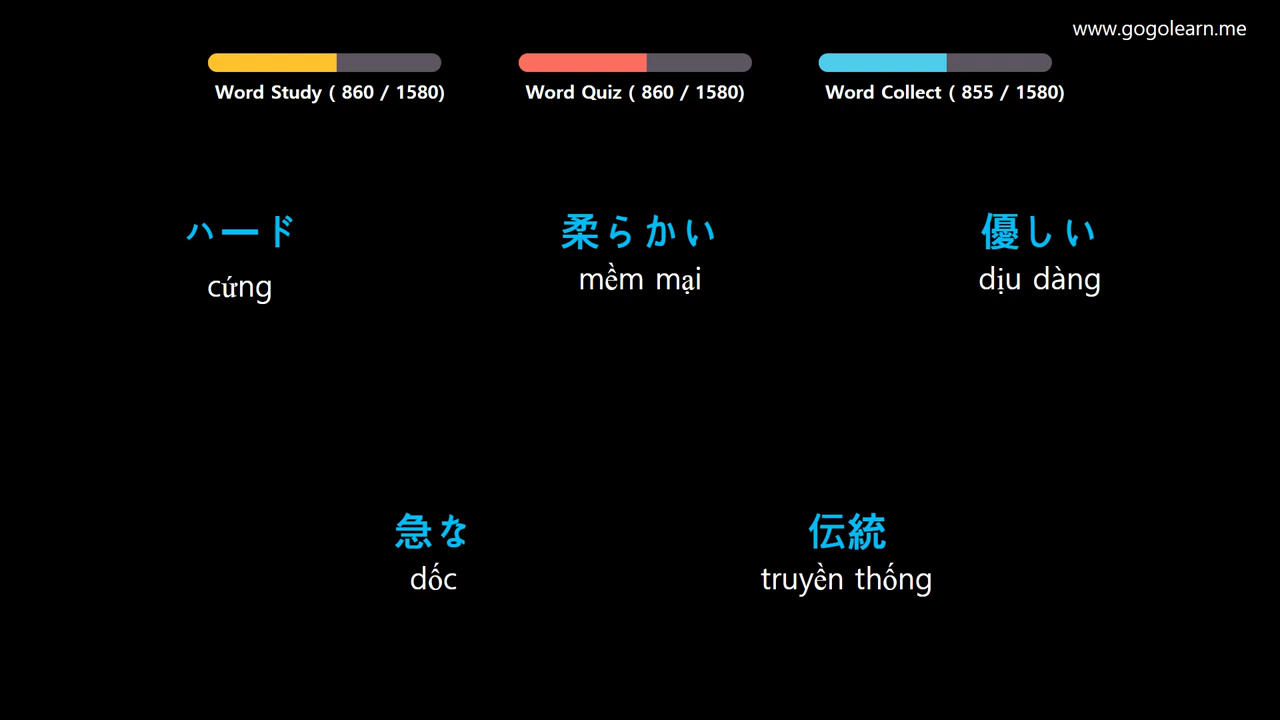 www.gogolearn.me
Word Study ( 860 / 1580)
Word Quiz ( 860 / 1580)
Word Collect ( 855 / 1580)
ハード
cứng
柔らかい
mềm mại
優しい
dịu dàng
急な
dốc
伝統
truyền thống